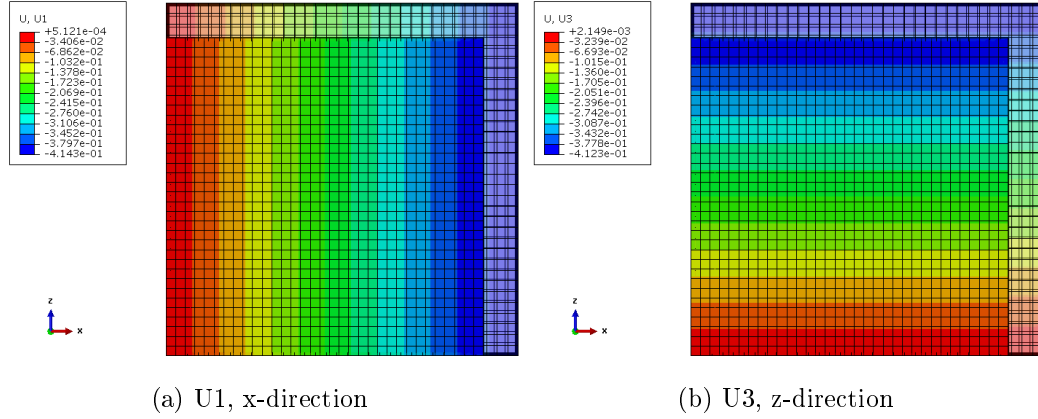 U, U1
+5.121e-04
-3.406e-02
-6.862e-02
-1.032e-01
-1.378e-01
-1.723e-01
-2.069e-01
-2.415e-01
-2.760e-01
-3.106e-01
-3.452e-01
-3.797e-01
-4.143e-01
z
x
(a) U1, x-direction
U, U3
+2.149e-03
-3.239e-02
-6.693e-02
-1.015e-01
-1.360e-01
-1.705e-01
-2.051e-01
-2.396e-01
-2.742e-01
-3.087e-01
-3.432e-01
-3.778e-01
-4.123e-01
z
x
(b) U3, z-direction